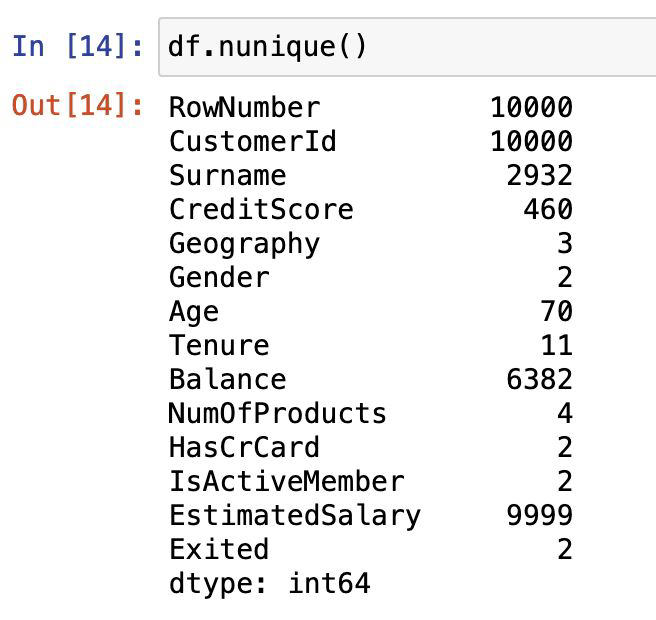 In [14]: df.nunique()
Out[14]: RowNumber 10000
CustomerId 10000
Surname 2932
CreditScore 460
Geography 3
Gender 2
Age 70
Tenure 11
Balance 6382
NumOfProducts 4
HasCrCard 2
IsActiveMember 2
EstimatedSalary 9999
Exited 2
dtype: int64